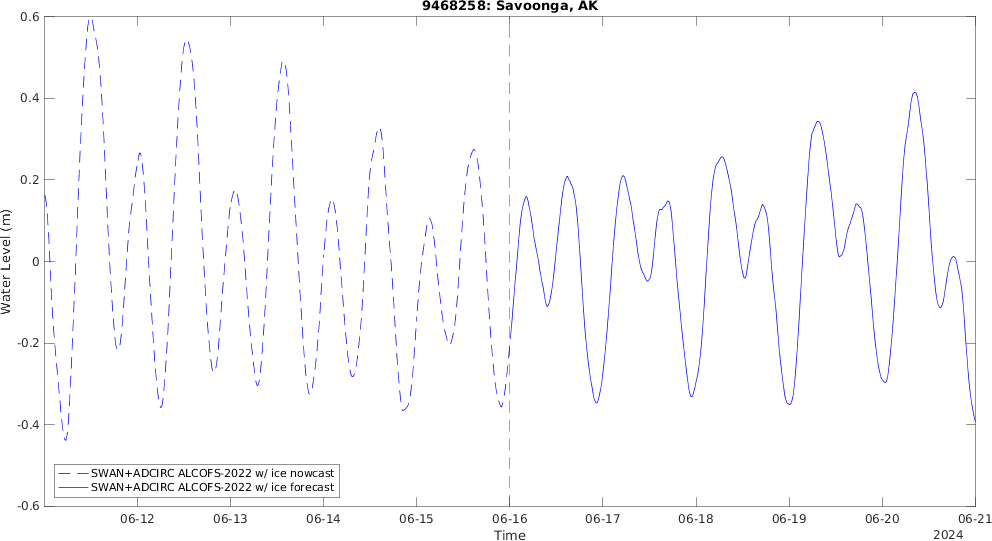 9468258: Savoonga, AK
0.6
0.4
0.2
0
-0.2
-0.4
-0.6
Water Level (m)
SWAN+ADCIRC ALCOFS-2022 w/ ice nowcast
SWAN+ADCIRC ALCOFS-2022 w/ ice forecast
06-12 06-13 06-14 06-15 06-16 06-17 06-18 06-19 06-20 06-21
Time
2024